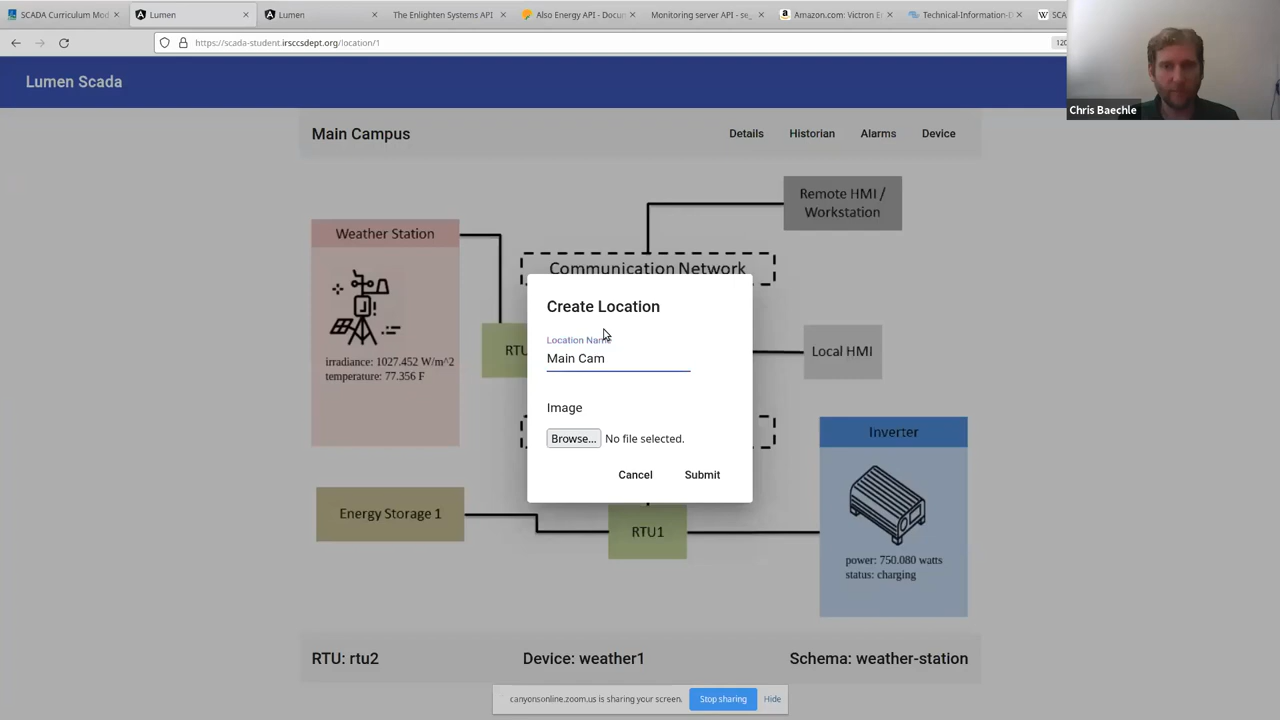 SCADA Curriculum Mod
Lumen
Lumen
The Enlighten Systems API
Also Energy API - Docu
Monitoring server API - se
Amazon.com: Victron E
Technical-Information-D
SCA
https://scada-student.irsccsdept.org/location/1
120
Lumen Scada
Chris Baechle
Main Campus
Details
Historian
Alarms
Device
Remote HMI /
Workstation
Weather Station
Communication Network
irradiance: 1027.452 W/m^2
temperature: 77.356 F
RTU
Local HMI
Create Location
Location Name
Main Cam
Image
Browse...
No file selected.
Cancel
Submit
Inverter
Energy Storage 1
RTU1
power: 750.080 watts
status: charging
RTU: rtu2
Device: weather1
Schema: weather-station
canyonsonline.zoom.us is sharing your screen.
Stop sharing
Hide